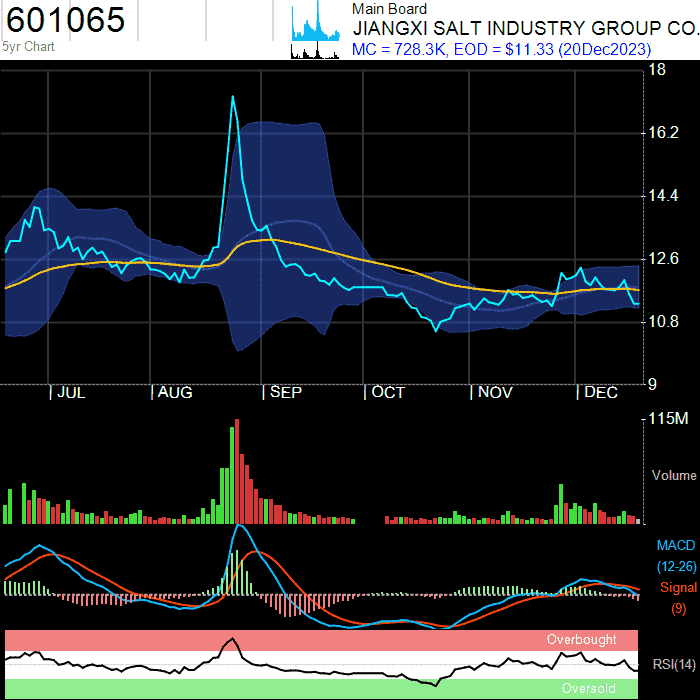 601065
5yr Chart
Main Board
JIANGXI SALT INDUSTRY GROUP CO.
MC = 728.3K, EOD = $11.33 (20Dec2023)
18
16.2
14.4
12.6
10.8
9
| JUL | AUG | SEP | OCT | NOV | DEC
115M
Volume
MACD
(12-26)
Signal
(9)
Overbought
RSI(14)
Oversold